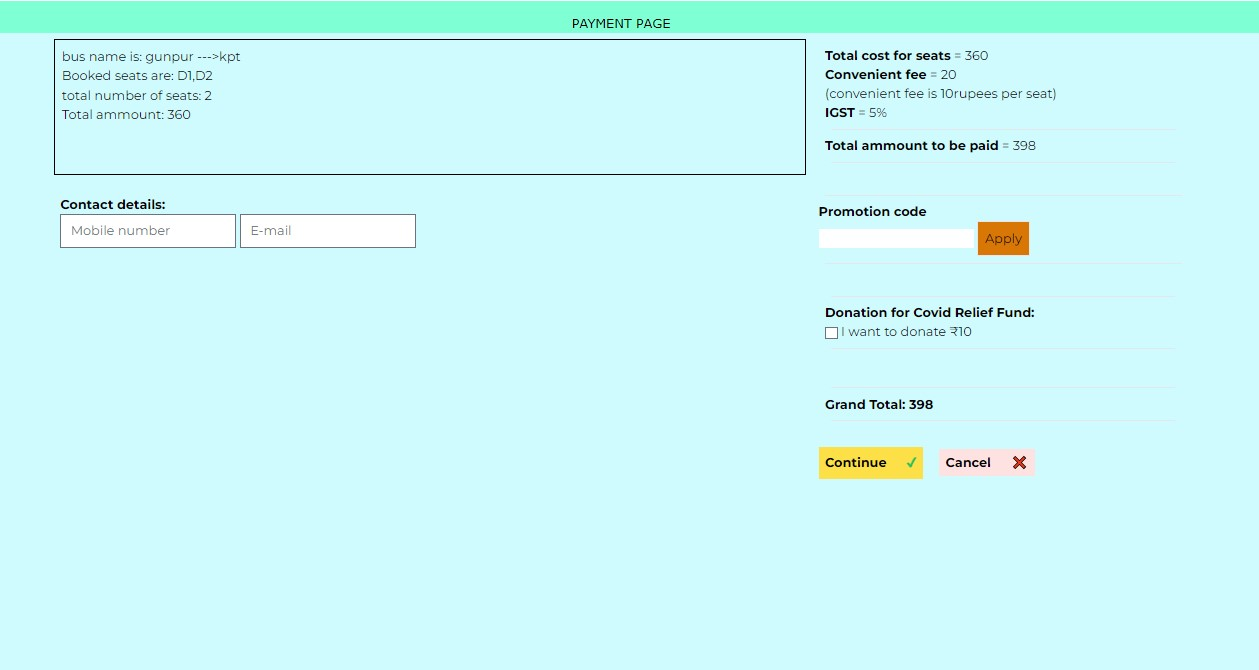 PAYMENT PAGE
bus name is: gunpur --->kpt
Booked seats are: D1,D2
total number of seats: 2
Total ammount: 360
Contact details:
Mobile number
E-mail
Total cost for seats = 360
Convenient fee = 20
(convenient fee is 10rupees per seat)
IGST = 5%
Total ammount to be paid = 398
Promotion code
Apply
Donation for Covid Relief Fund:
I want to donate ₹10
Grand Total: 398
Continue ✓
Cancel ❌